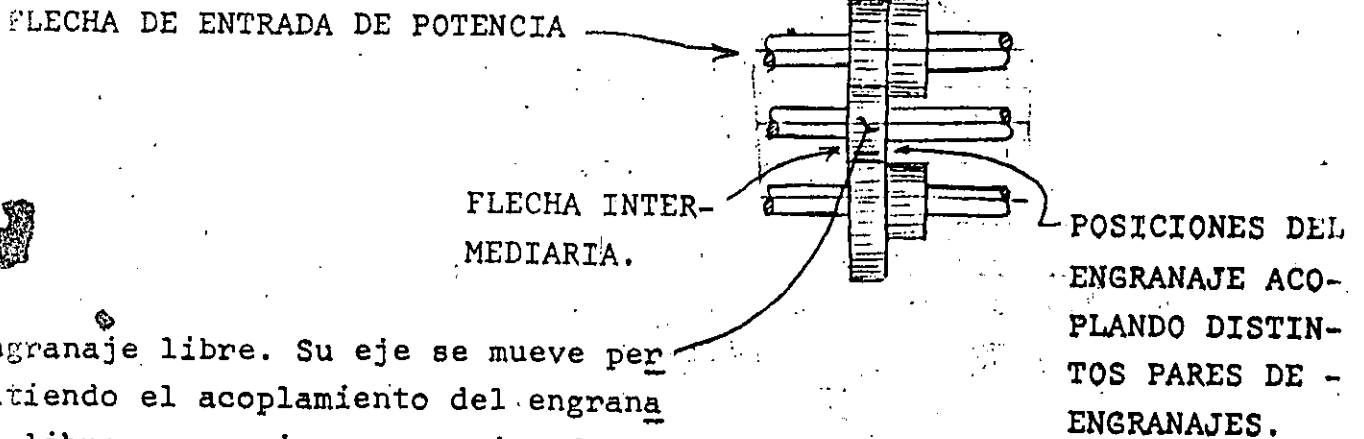 FLECHA DE ENTRADA DE POTENCIA
FLECHA INTER-
MEDIARIA.
POSICIONES DEL
ENGRANAJE ACO-
PLANDO DISTIN-
TOS PARES DE -
ENGRANAJES.
ngranaje libre. Su eje se mueve per
tiendo el acoplamiento del engrana